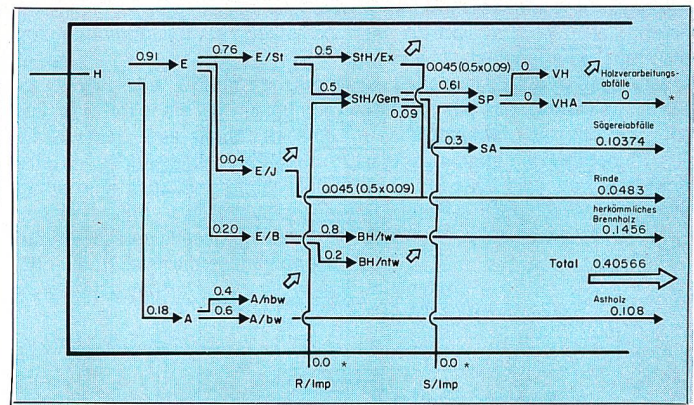 H
0.91
E
0.76
E/St
0.5
StH/Ex
0.045 (0.5x0.09)
0
VH
Holzverarbeitungs-
abfälle
0.5
StH/Gem
0.61
SP
0
VHA
0
*
0.09
Sägereiabfälle
0.3
SA
0.10374
0.04
E/J
0.045 (0.5x0.09)
Rinde
0.0483
herkömmliches
Brennholz
0.20
E/B
0.8
BH/tw
0.1456
0.2
BH/ntw
Total
0.40566
0.4
A/nbw
Astholz
0.18
A
0.6
A/bw
0.108
0.0
*
0.0
*
R/Imp
S/Imp